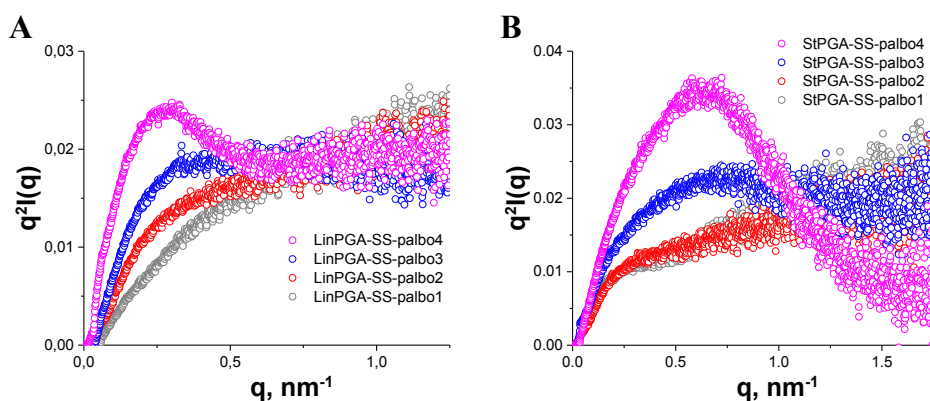 A
q²I(q)
0,03
0,02
0,01
0,00
LinPGA-SS-palbo4
LinPGA-SS-palbo3
LinPGA-SS-palbo2
LinPGA-SS-palbo1
0,0
0,5
1,0
q, nm⁻¹
B
q²I(q)
0.04
0.03
0.02
0.01
0.00
StPGA-SS-palbo4
StPGA-SS-palbo3
StPGA-SS-palbo2
StPGA-SS-palbo1
0.0
0.5
1.0
1.5
q, nm⁻¹